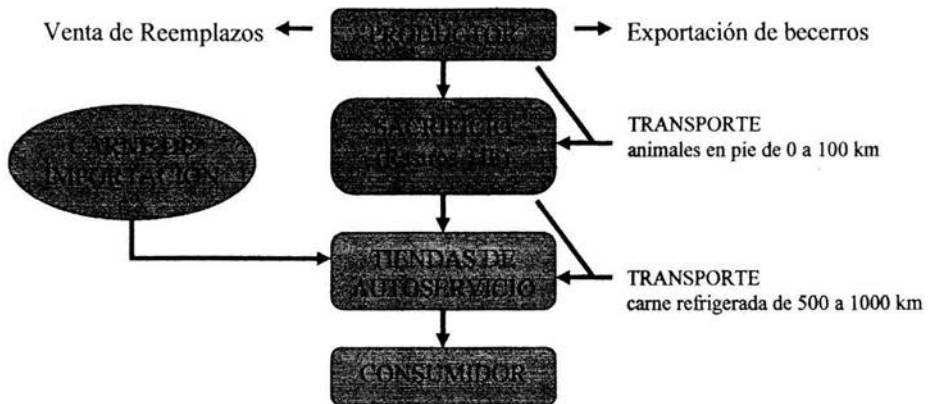 Venta de Reemplazos
PRODUCTOR
Exportación de becerros
SACRIFICIO
TRANSPORTE
animales en pie de 0 a 100 km
CARNE DE
IMPORTACION
TIENDAS DE
AUTOSERVICIO
TRANSPORTE
carne refrigerada de 500 a 1000 km
CONSUMIDOR